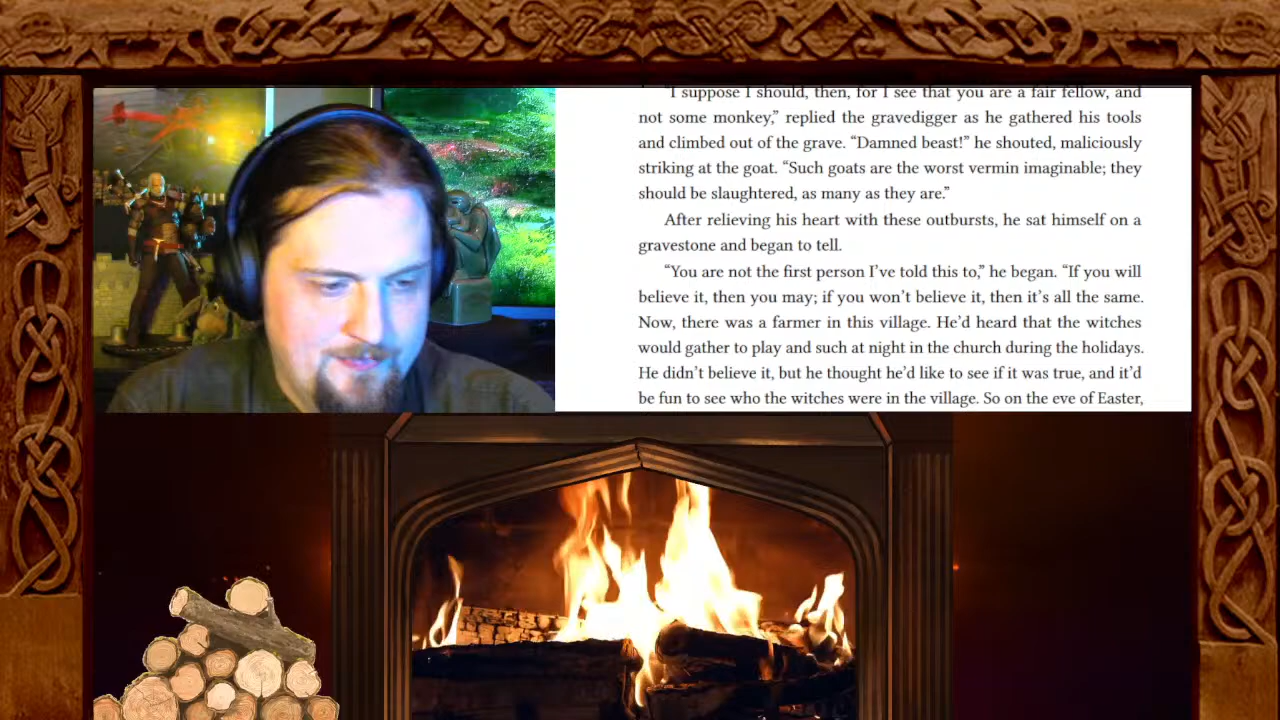 “I suppose I should, then, for I see that you are a fair fellow, and
not some monkey,” replied the gravedigger as he gathered his tools
and climbed out of the grave. “Damned beast!” he shouted, maliciously
striking at the goat. “Such goats are the worst vermin imaginable; they
should be slaughtered, as many as they are.”
After relieving his heart with these outbursts, he sat himself on a
gravestone and began to tell.
“You are not the first person I’ve told this to,” he began. “If you will
believe it, then you may; if you won’t believe it, then it’s all the same.
Now, there was a farmer in this village. He’d heard that the witches
would gather to play and such at night in the church during the holidays.
He didn’t believe it, but he thought he’d like to see if it was true, and it’d
be fun to see who the witches were in the village. So on the eve of Easter,